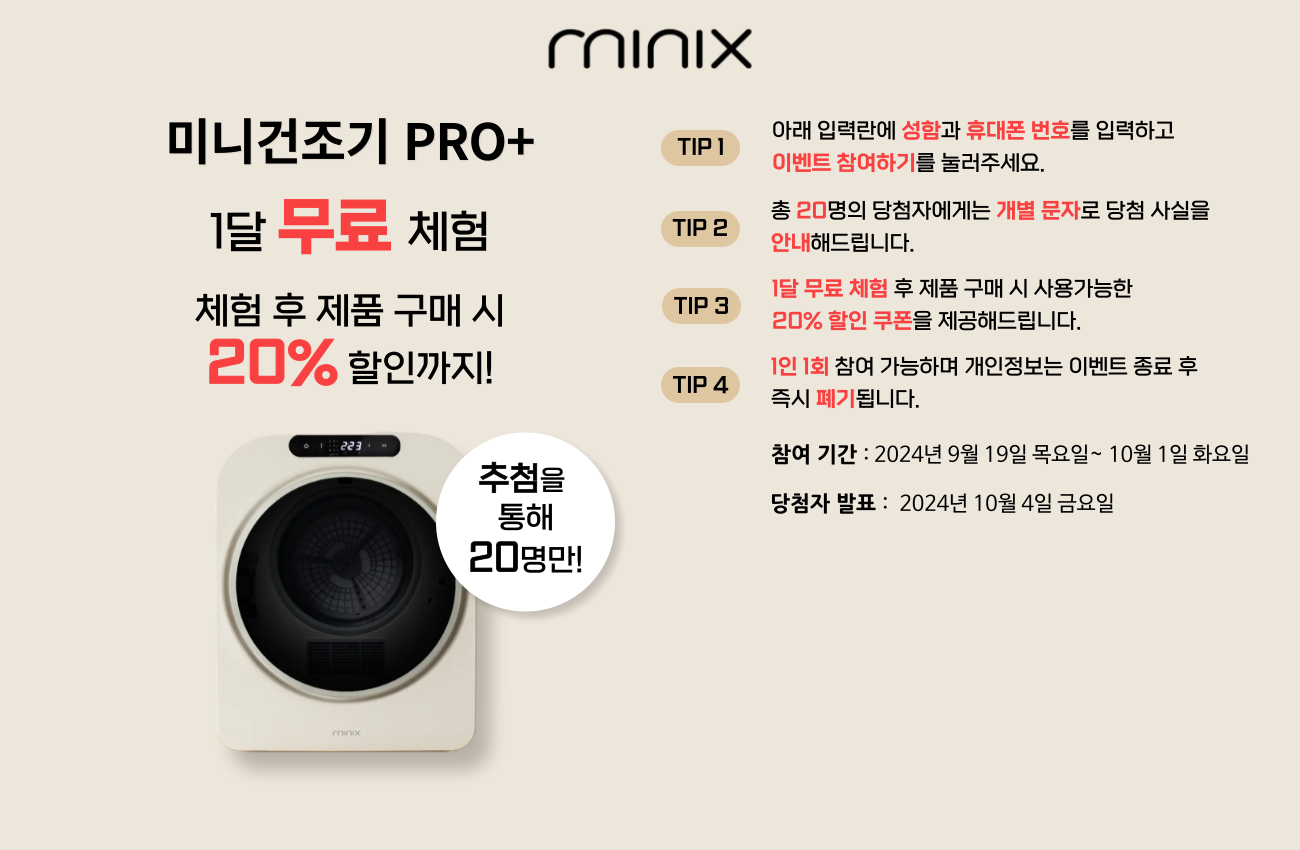 minix
미니건조기 PRO+
1달 무료 체험
체험 후 제품 구매 시
20% 할인까지!
2:23
추첨을
통해
20명만!
minix
TIP 1
아래 입력란에 성함과 휴대폰 번호를 입력하고
이벤트 참여하기를 눌러주세요.
TIP 2
총 20명의 당첨자에게는 개별 문자로 당첨 사실을
안내해드립니다.
TIP 3
1달 무료 체험 후 제품 구매 시 사용가능한
20% 할인 쿠폰을 제공해드립니다.
TIP 4
1인 1회 참여 가능하며 개인정보는 이벤트 종료 후
즉시 폐기됩니다.
참여 기간 : 2024년 9월 19일 목요일~ 10월 1일 화요일
당첨자 발표 : 2024년 10월 4일 금요일